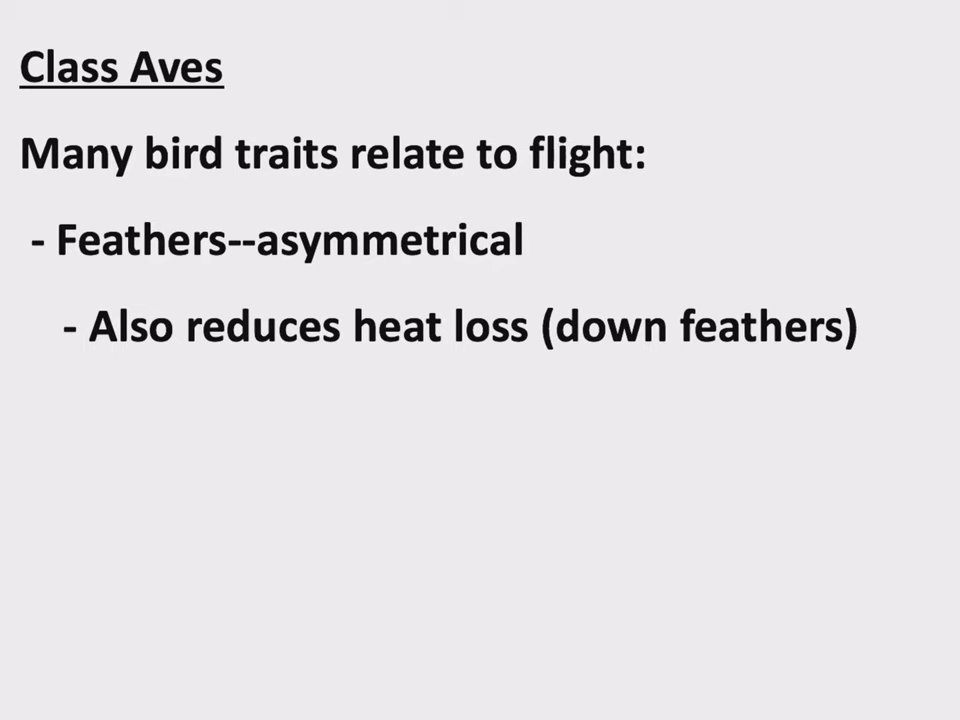 Class Aves
Many bird traits relate to flight:
- Feathers--asymmetrical
- Also reduces heat loss (down feathers)